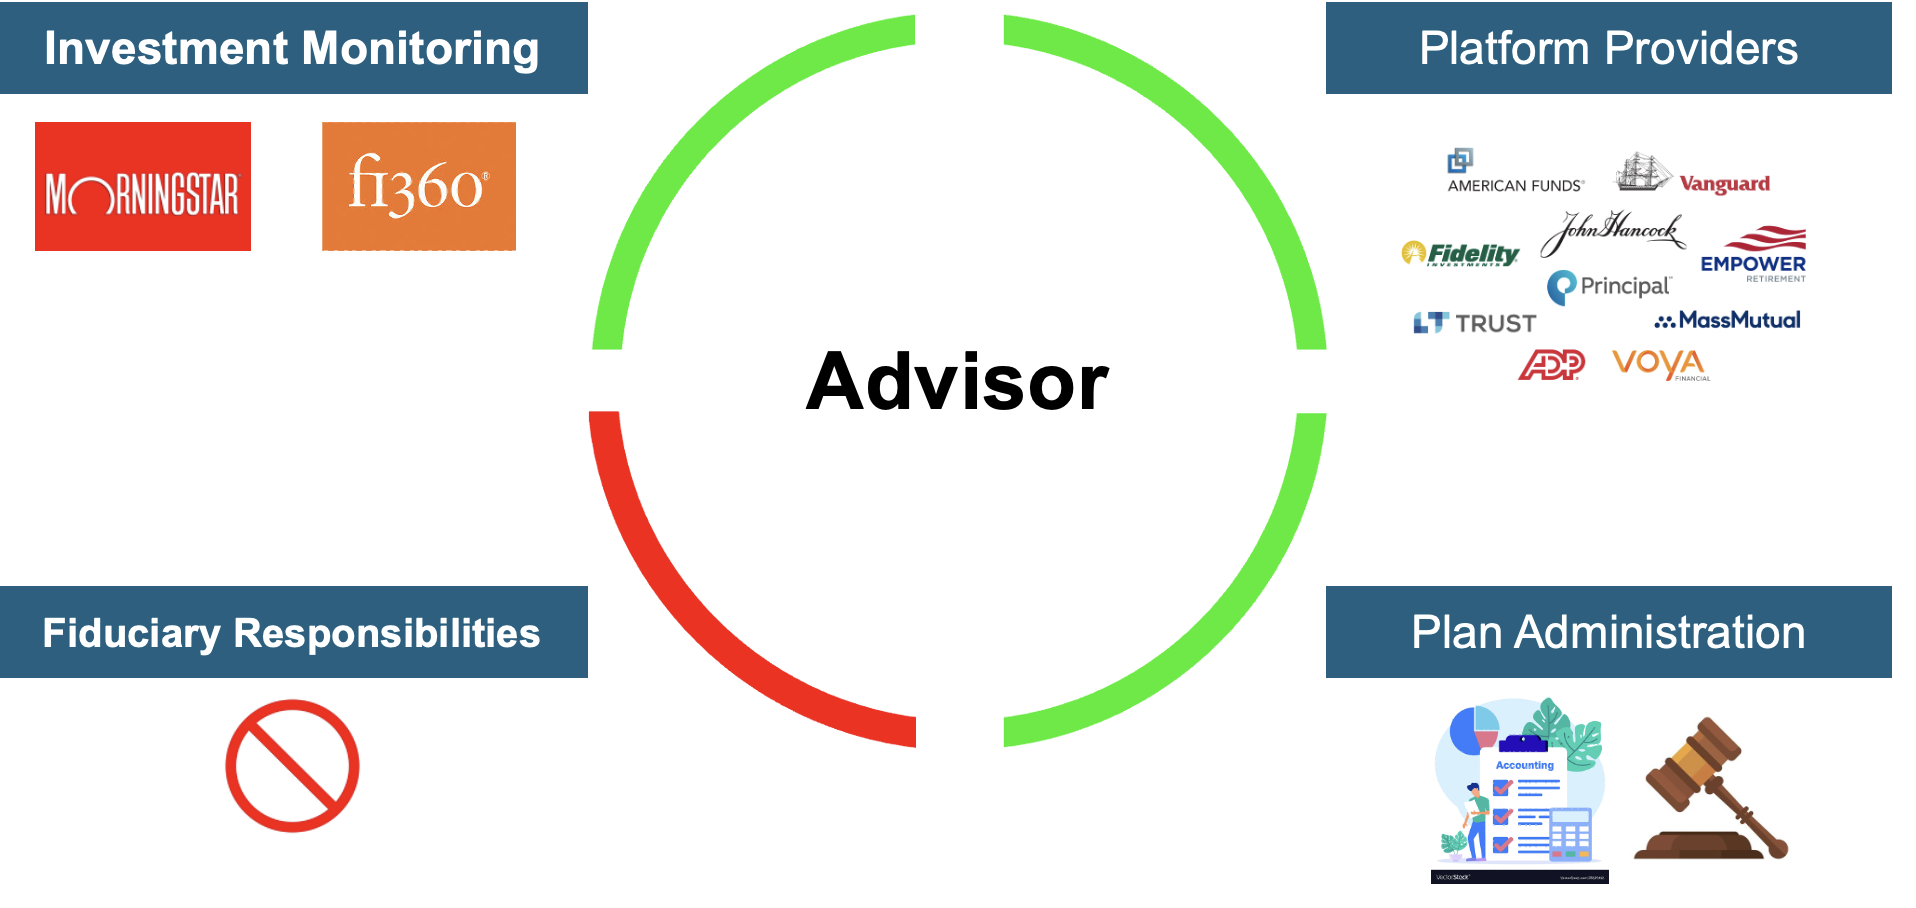 Investment Monitoring
MORNINGSTAR
fi360®
Fiduciary Responsibilities
Advisor
Platform Providers
AMERICAN FUNDS®
Vanguard
John Hancock
Fidelity
INVESTMENTS
EMPOWER
RETIREMENT
Principal
LT TRUST
MassMutual
ADP
VOYA
FINANCIAL
Plan Administration
Accounting
VectorStock®